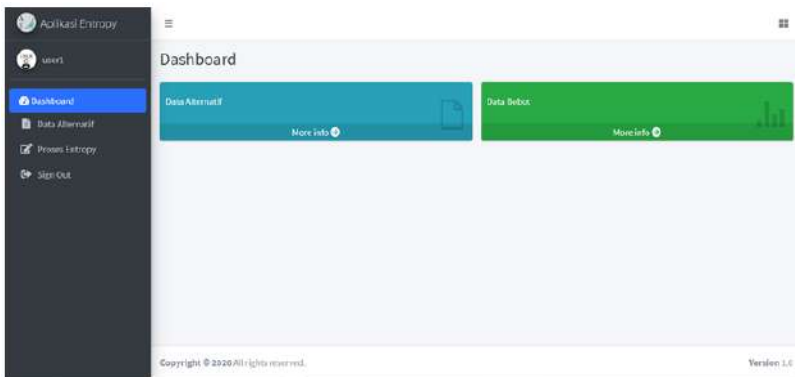 Aplikasi Entropy
user1
Dashboard
Data Alternatif
Proses Entropy
Sign Out
Dashboard
Data Alternatif
More info
Data Bobot
More info
Copyright © 2020 All rights reserved.
Version 1.0